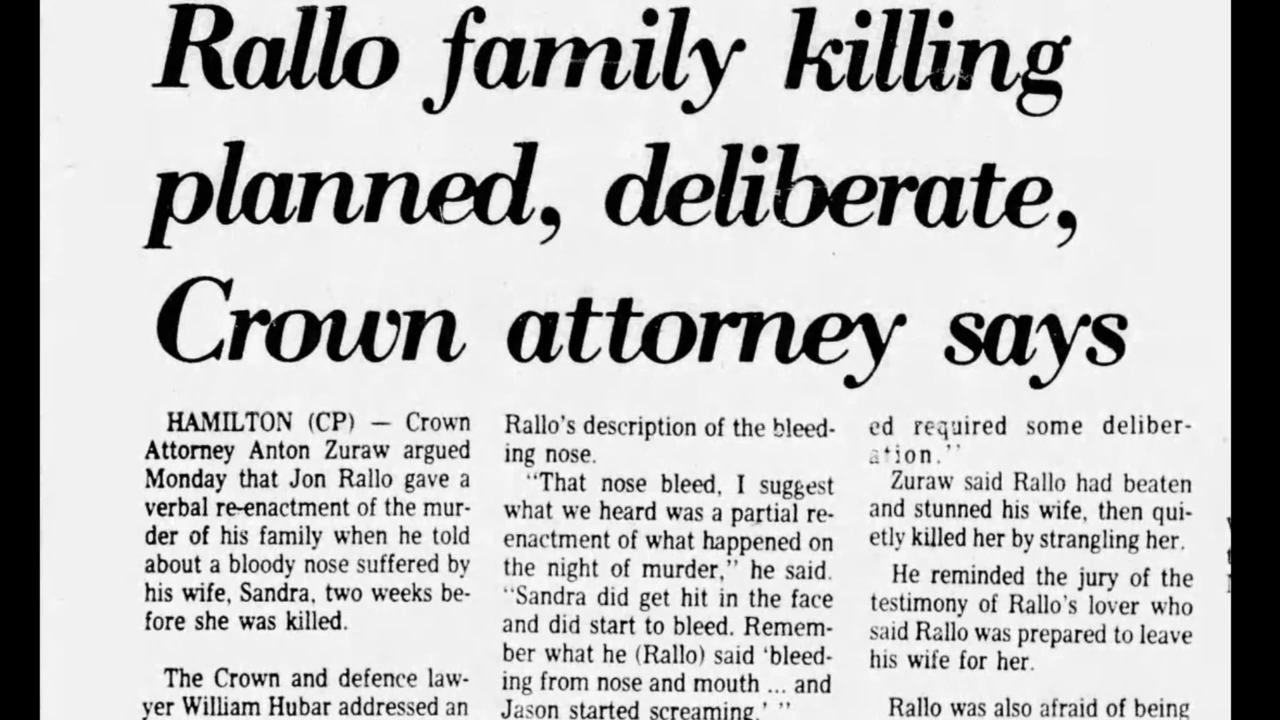 Rallo family killing
planned, deliberate,
Crown attorney says
HAMILTON (CP) — Crown
Attorney Anton Zuraw argued
Monday that Jon Rallo gave a
verbal re-enactment of the mur-
der of his family when he told
about a bloody nose suffered by
his wife, Sandra, two weeks be-
fore she was killed.
The Crown and defence law-
yer William Hubar addressed an
Rallo's description of the bleed-
ing nose.
"That nose bleed, I suggest
what we heard was a partial re-
enactment of what happened on
the night of murder," he said.
"Sandra did get hit in the face
and did start to bleed. Remem-
ber what he (Rallo) said 'bleed-
ing from nose and mouth ... and
Jason started screaming.' "
ed required some deliber-
ation."
Zuraw said Rallo had beaten
and stunned his wife, then qui-
etly killed her by strangling her.
He reminded the jury of the
testimony of Rallo's lover who
said Rallo was prepared to leave
his wife for her.
Rallo was also afraid of being